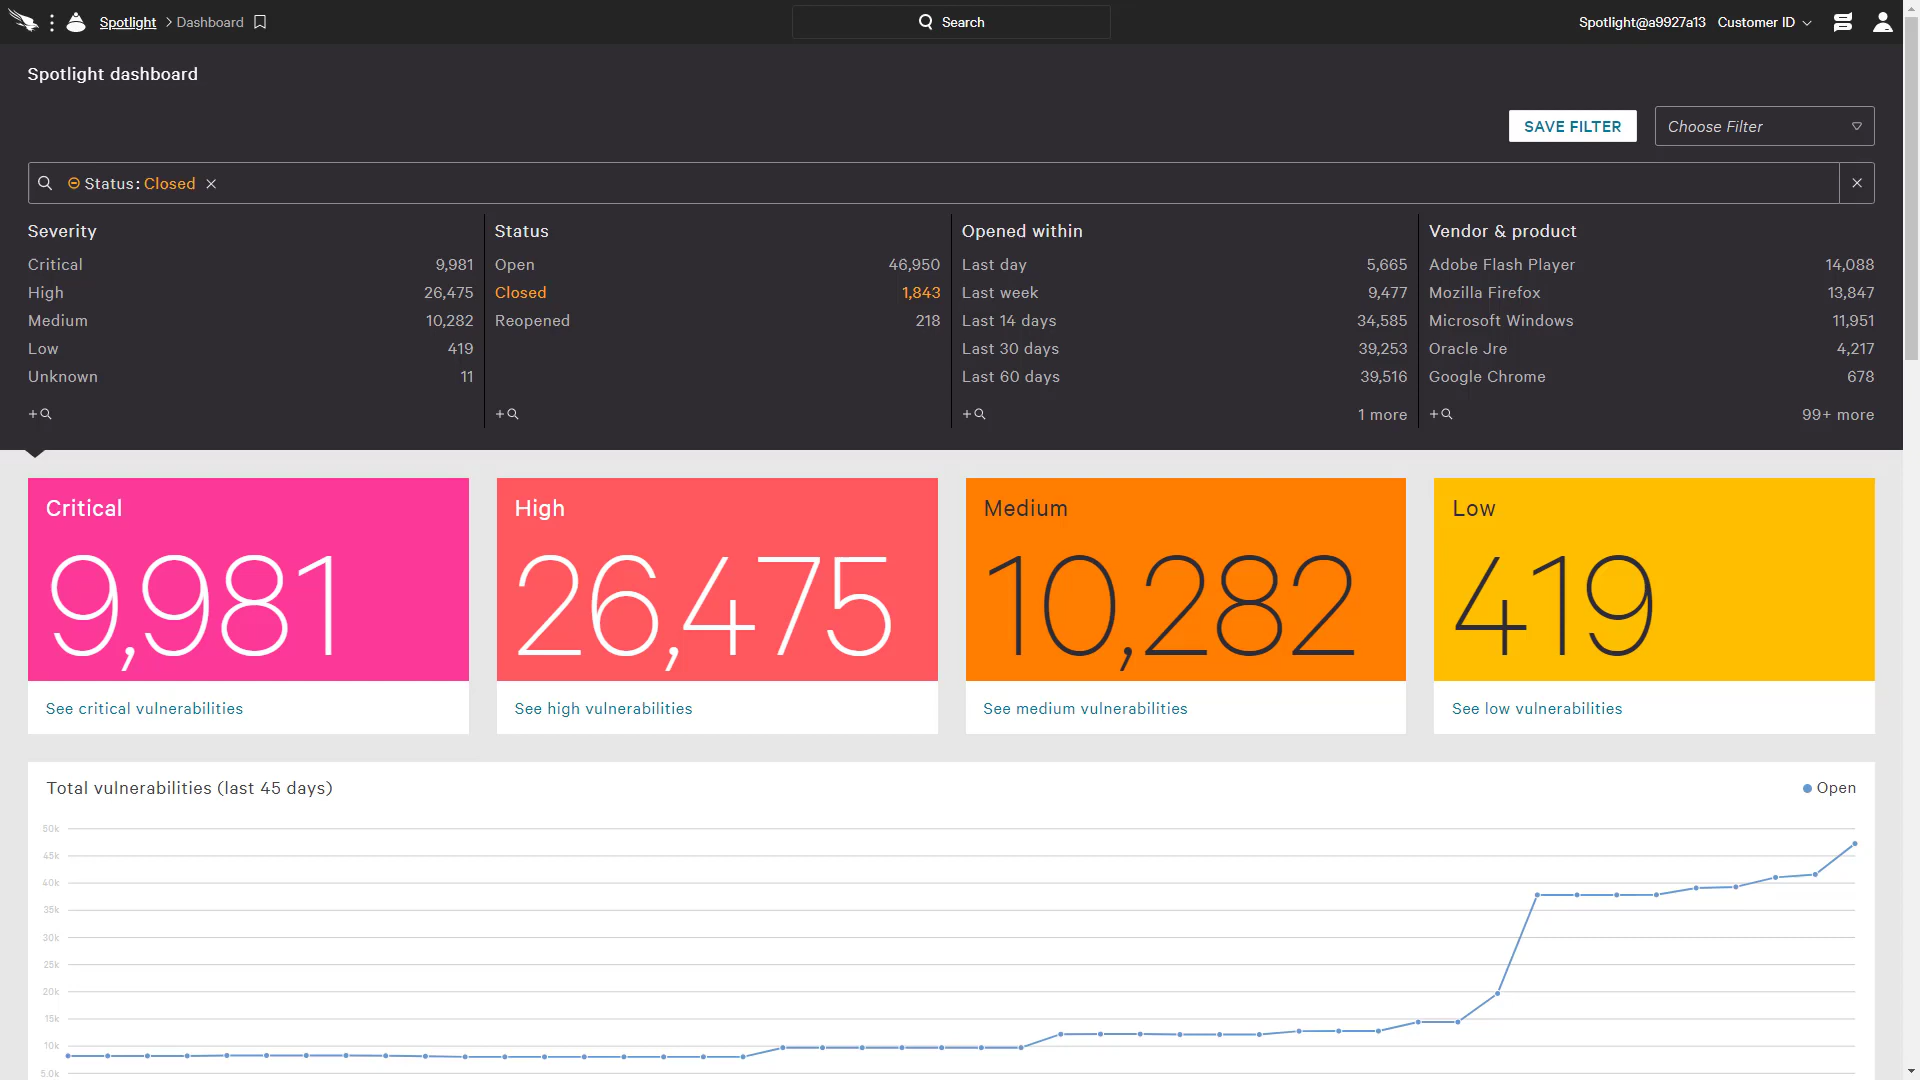 Spotlight > Dashboard
Search
Spotlight@a9927a13 Customer ID
Spotlight dashboard
SAVE FILTER
Choose Filter
Status: Closed
Severity
Critical 9,981
High 26,475
Medium 10,282
Low 419
Unknown 11
Status
Open 46,950
Closed 1,843
Reopened 218
Opened within
Last day 5,665
Last week 9,477
Last 14 days 34,585
Last 30 days 39,253
Last 60 days 39,516
1 more
Vendor & product
Adobe Flash Player 14,088
Mozilla Firefox 13,847
Microsoft Windows 11,951
Oracle Jre 4,217
Google Chrome 678
99+ more
Critical
9,981
See critical vulnerabilities
High
26,475
See high vulnerabilities
Medium
10,282
See medium vulnerabilities
Low
419
See low vulnerabilities
Total vulnerabilities (last 45 days)
Open
50k
45k
40k
35k
30k
25k
20k
15k
10k
5.0k